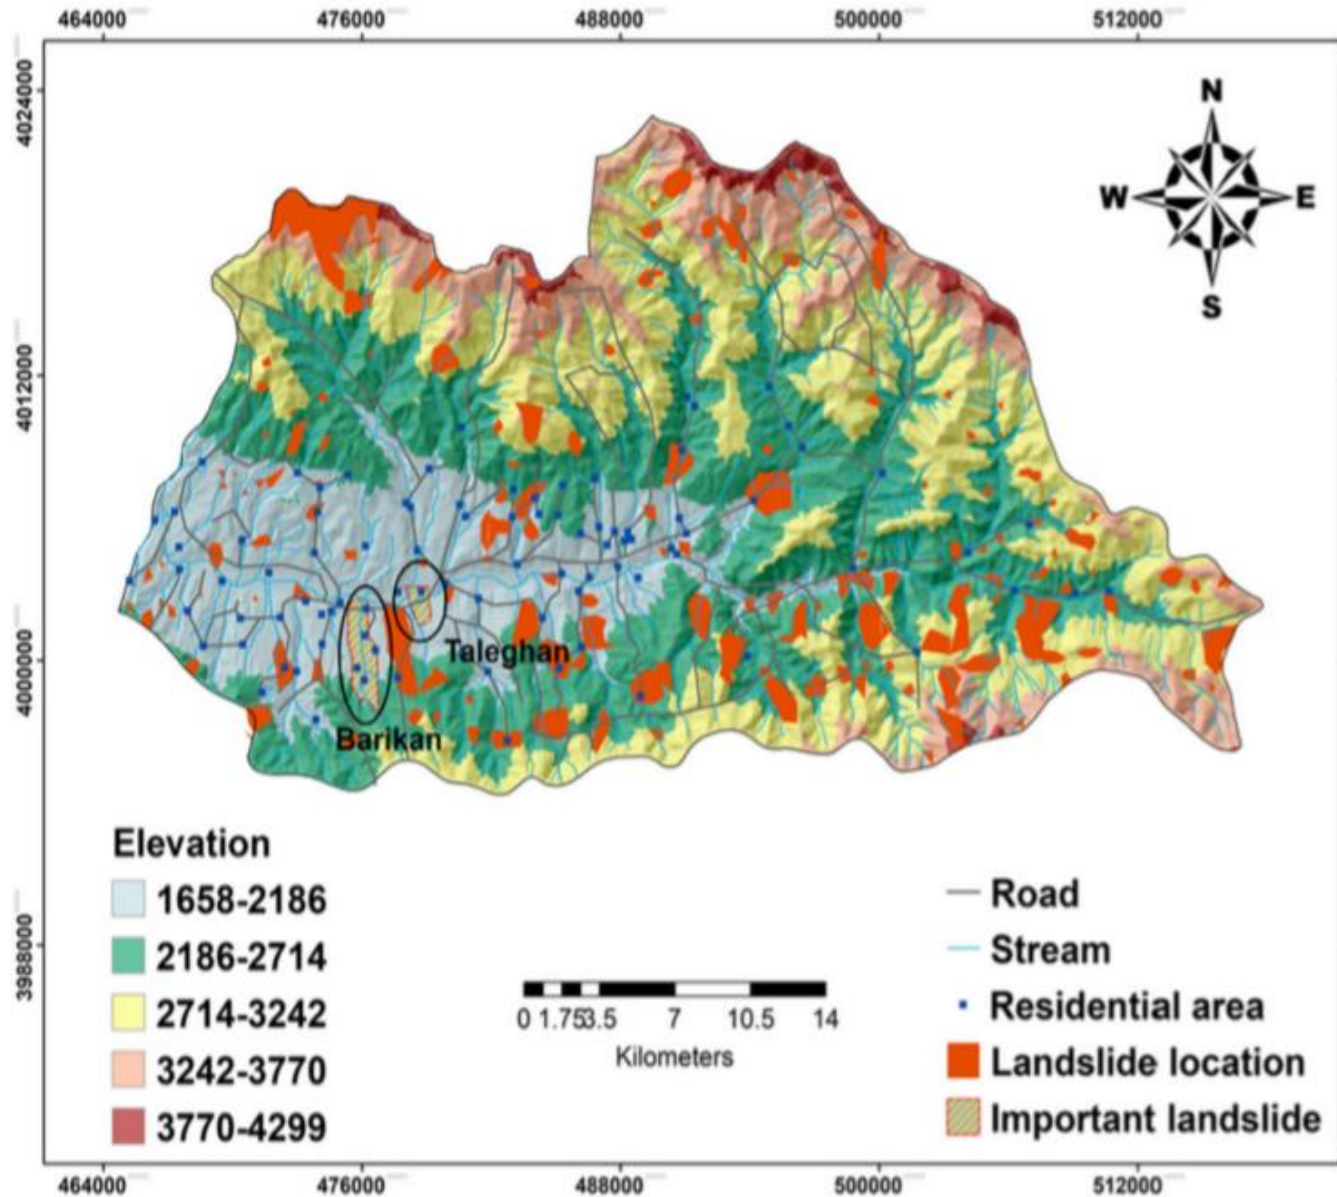 464000 476000 488000 500000 512000
4024000
4012000
4000000
3988000
N
W E
S
Taleghan
Barikan
Elevation
1658-2186
2186-2714
2714-3242
3242-3770
3770-4299
0 1.753.5 7 10.5 14
Kilometers
Road
Stream
Residential area
Landslide location
Important landslide
464000 476000 488000 500000 512000